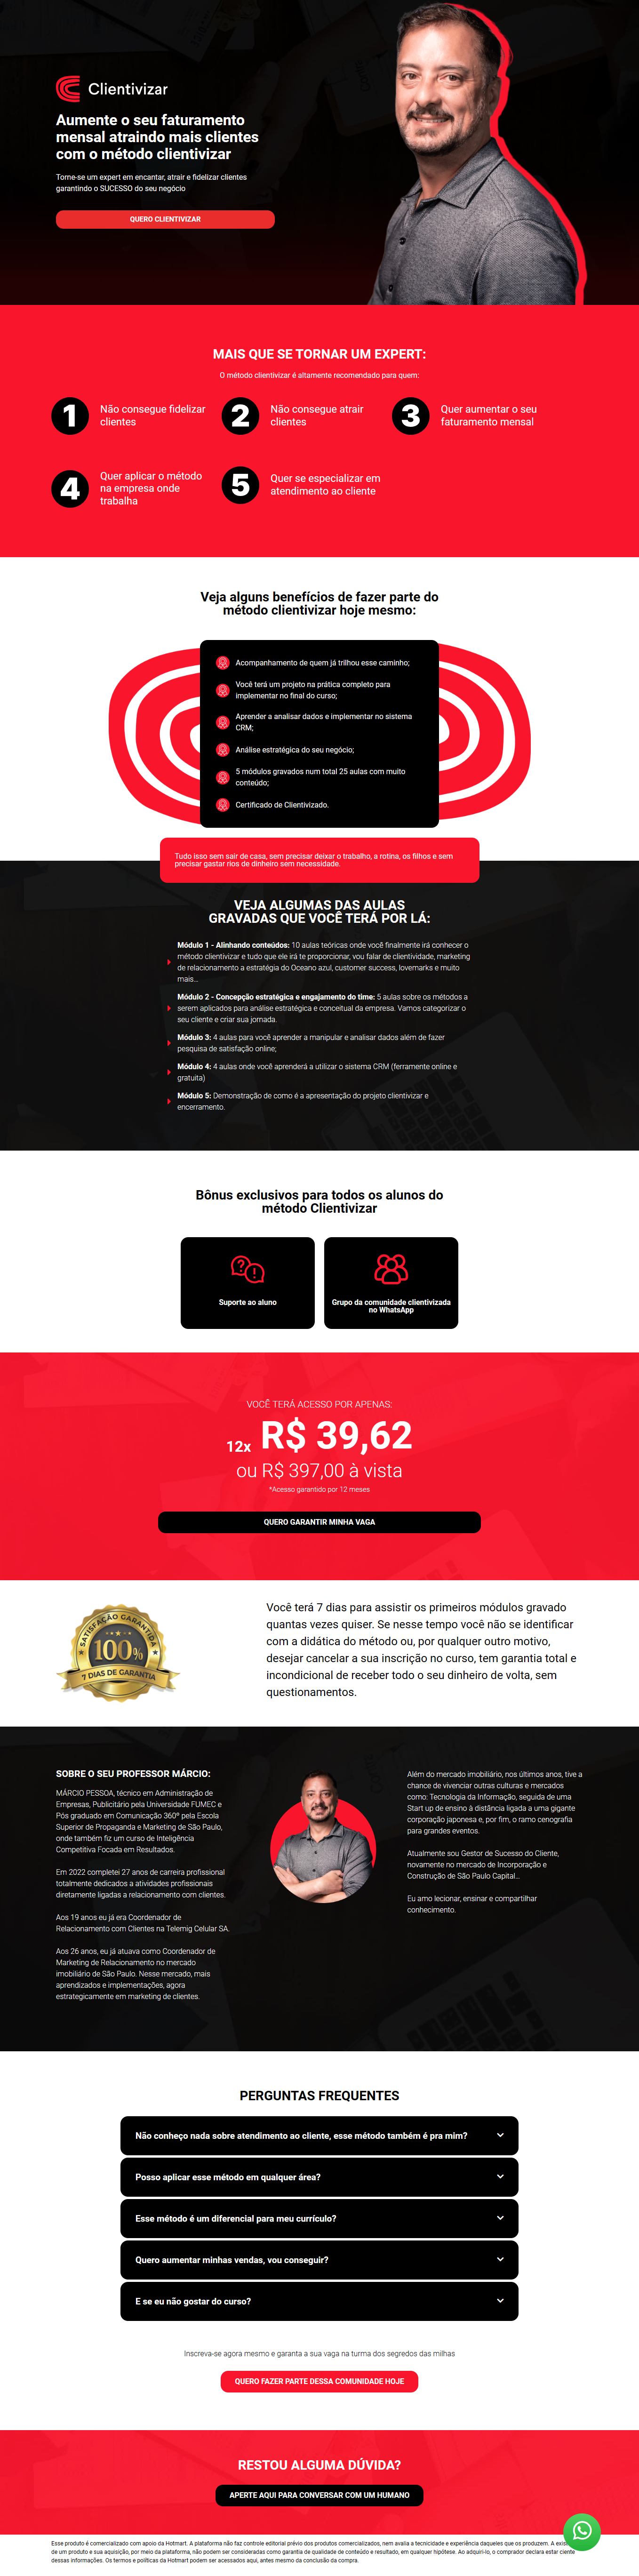 Clientivizar
Aumente o seu faturamento
mensal atraindo mais clientes
com o método clientivizar
Torne-se um expert em encantar, atrair e fidelizar clientes
garantindo o SUCESSO do seu negócio
QUERO CLIENTIVIZAR
MAIS QUE SE TORNAR UM EXPERT:
O método clientivizar é altamente recomendado para quem:
1
Não consegue fidelizar
clientes
2
Não consegue atrair
clientes
3
Quer aumentar o seu
faturamento mensal
4
Quer aplicar o método
na empresa onde
trabalha
5
Quer se especializar em
atendimento ao cliente
Veja alguns benefícios de fazer parte do
método clientivizar hoje mesmo:
Acompanhamento de quem já trilhou esse caminho;
Você terá um projeto na prática completo para
implementar no final do curso;
Aprender a analisar dados e implementar no sistema
CRM;
Análise estratégica do seu negócio;
5 módulos gravados num total 25 aulas com muito
conteúdo;
Certificado de Clientivizado.
Tudo isso sem sair de casa, sem precisar deixar o trabalho, a rotina, os filhos e sem
precisar gastar rios de dinheiro sem necessidade.
VEJA ALGUMAS DAS AULAS
GRAVADAS QUE VOCÊ TERÁ POR LÁ:
Módulo 1 - Alinhando conteúdos: 10 aulas teóricas onde você finalmente irá conhecer o
método clientivizar e tudo que ele irá te proporcionar, vou falar de clientividade, marketing
de relacionamento a estratégia do Oceano azul, customer success, lovemarks e muito
mais...
Módulo 2 - Concepção estratégica e engajamento do time: 5 aulas sobre os métodos a
serem aplicados para análise estratégica e conceitual da empresa. Vamos categorizar o
seu cliente e criar sua jornada.
Módulo 3: 4 aulas para você aprender a manipular e analisar dados além de fazer
pesquisa de satisfação online;
Módulo 4: 4 aulas onde você aprenderá a utilizar o sistema CRM (ferramente online e
gratuita)
Módulo 5: Demonstração de como é a apresentação do projeto clientivizar e
encerramento.
Bônus exclusivos para todos os alunos do
método Clientivizar
Suporte ao aluno
Grupo da comunidade clientivizada
no WhatsApp
VOCÊ TERÁ ACESSO POR APENAS:
12x R$ 39,62
ou R$ 397,00 à vista
*Acesso garantido por 12 meses
QUERO GARANTIR MINHA VAGA
SATISFAÇÃO GARANTIDA
100%
7 DIAS DE GARANTIA
Você terá 7 dias para assistir os primeiros módulos gravado
quantas vezes quiser. Se nesse tempo você não se identificar
com a didática do método ou, por qualquer outro motivo,
desejar cancelar a sua inscrição no curso, tem garantia total e
incondicional de receber todo o seu dinheiro de volta, sem
questionamentos.
SOBRE O SEU PROFESSOR MÁRCIO:
MÁRCIO PESSOA, técnico em Administração de
Empresas, Publicitário pela Universidade FUMEC e
Pós graduado em Comunicação 360º pela Escola
Superior de Propaganda e Marketing de São Paulo,
onde também fiz um curso de Inteligência
Competitiva Focada em Resultados.
Em 2022 completei 27 anos de carreira profissional
totalmente dedicados a atividades profissionais
diretamente ligadas a relacionamento com clientes.
Aos 19 anos eu já era Coordenador de
Relacionamento com Clientes na Telemig Celular SA.
Aos 26 anos, eu já atuava como Coordenador de
Marketing de Relacionamento no mercado
imobiliário de São Paulo. Nesse mercado, mais
aprendizados e implementações, agora
estrategicamente em marketing de clientes.
Além do mercado imobiliário, nos últimos anos, tive a
chance de vivenciar outras culturas e mercados
como: Tecnologia da Informação, seguida de uma
Start up de ensino à distância ligada a uma gigante
corporação japonesa e, por fim, o ramo cenografia
para grandes eventos.
Atualmente sou Gestor de Sucesso do Cliente,
novamente no mercado de Incorporação e
Construção de São Paulo Capital...
Eu amo lecionar, ensinar e compartilhar
conhecimento.
PERGUNTAS FREQUENTES
Não conheço nada sobre atendimento ao cliente, esse método também é pra mim?
Posso aplicar esse método em qualquer área?
Esse método é um diferencial para meu currículo?
Quero aumentar minhas vendas, vou conseguir?
E se eu não gostar do curso?
Inscreva-se agora mesmo e garanta a sua vaga na turma dos segredos das milhas
QUERO FAZER PARTE DESSA COMUNIDADE HOJE
RESTOU ALGUMA DÚVIDA?
APERTE AQUI PARA CONVERSAR COM UM HUMANO
Esse produto é comercializado com apoio da Hotmart. A plataforma não faz controle editorial prévio dos produtos comercializados, nem avalia a tecnicidade e experiência daqueles que os produzem. A
de um produto e sua aquisição, por meio da plataforma, não podem ser consideradas como garantia de qualidade de conteúdo e resultado, em qualquer hipótese. Ao adquiri-lo, o comprador declara estar ciente
dessas informações. Os termos e políticas da Hotmart podem ser acessados aqui, antes mesmo da conclusão da compra.